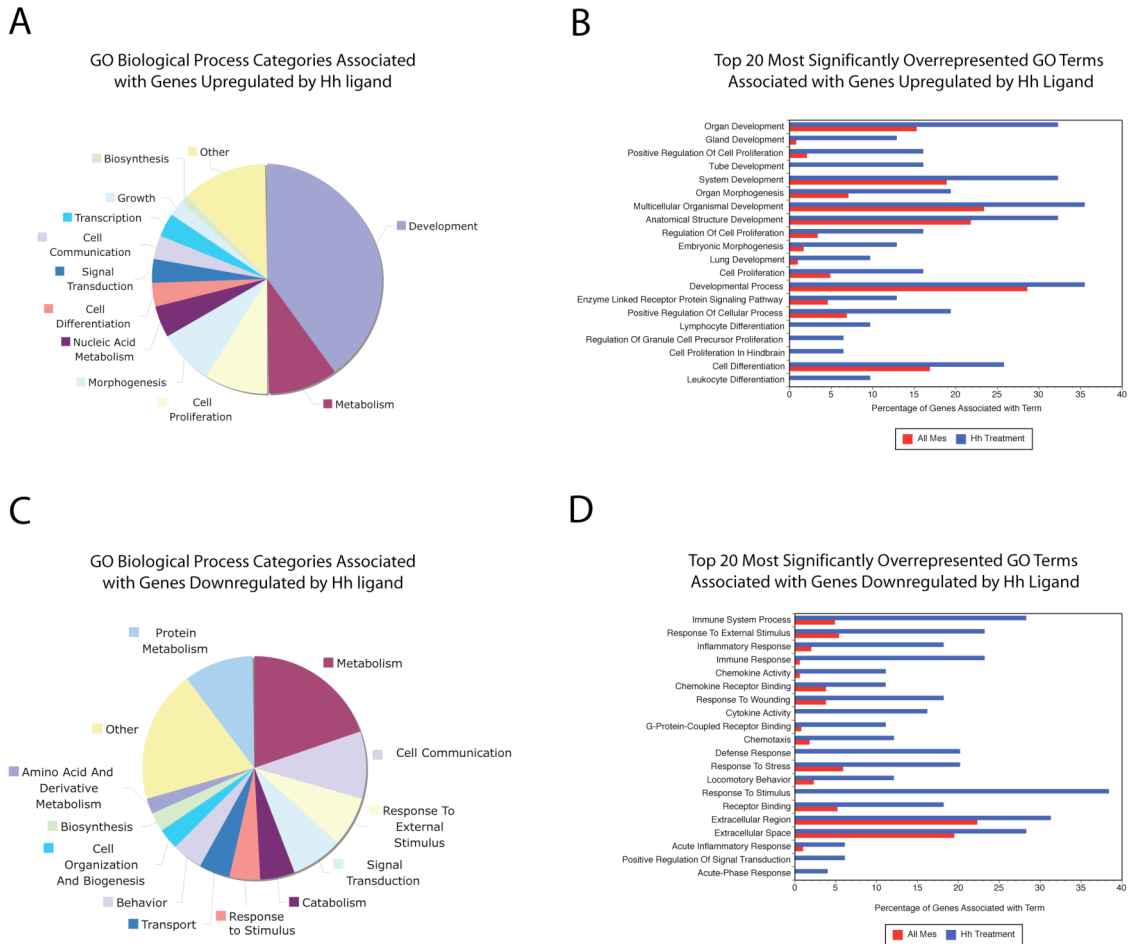 A
GO Biological Process Categories Associated
with Genes Upregulated by Hh ligand
Other
Biosynthesis
Growth
Transcription
Cell
Communication
Signal
Transduction
Cell
Differentiation
Nucleic Acid
Metabolism
Morphogenesis
Cell
Proliferation
Metabolism
Development
B
Top 20 Most Significantly Overrepresented GO Terms
Associated with Genes Upregulated by Hh Ligand
Organ Development
Gland Development
Positive Regulation Of Cell Proliferation
Tube Development
System Development
Organ Morphogenesis
Multicellular Organismal Development
Anatomical Structure Development
Regulation Of Cell Proliferation
Embryonic Morphogenesis
Lung Development
Cell Proliferation
Developmental Process
Enzyme Linked Receptor Protein Signaling Pathway
Positive Regulation Of Cellular Process
Lymphocyte Differentiation
Regulation Of Granule Cell Precursor Proliferation
Cell Proliferation In Hindbrain
Cell Differentiation
Leukocyte Differentiation
0 5 10 15 20 25 30 35 40
Percentage of Genes Associated with Term
All Mes Hh Treatment
C
GO Biological Process Categories Associated
with Genes Downregulated by Hh ligand
Protein
Metabolism
Metabolism
Cell Communication
Response To
External
Stimulus
Signal
Transduction
Catabolism
Response
to Stimulus
Transport
Behavior
Cell
Organization
And Biogenesis
Biosynthesis
Amino Acid And
Derivative
Metabolism
Other
D
Top 20 Most Significantly Overrepresented GO Terms
Associated with Genes Downregulated by Hh Ligand
Immune System Process
Response To External Stimulus
Inflammatory Response
Immune Response
Chemokine Activity
Chemokine Receptor Binding
Response To Wounding
Cytokine Activity
G-Protein-Coupled Receptor Binding
Chemotaxis
Defense Response
Response To Stress
Locomotory Behavior
Response To Stimulus
Receptor Binding
Extracellular Region
Extracellular Space
Acute Inflammatory Response
Positive Regulation Of Signal Transduction
Acute-Phase Response
0 5 10 15 20 25 30 35 40
Percentage of Genes Associated with Term
All Mes Hh Treatment